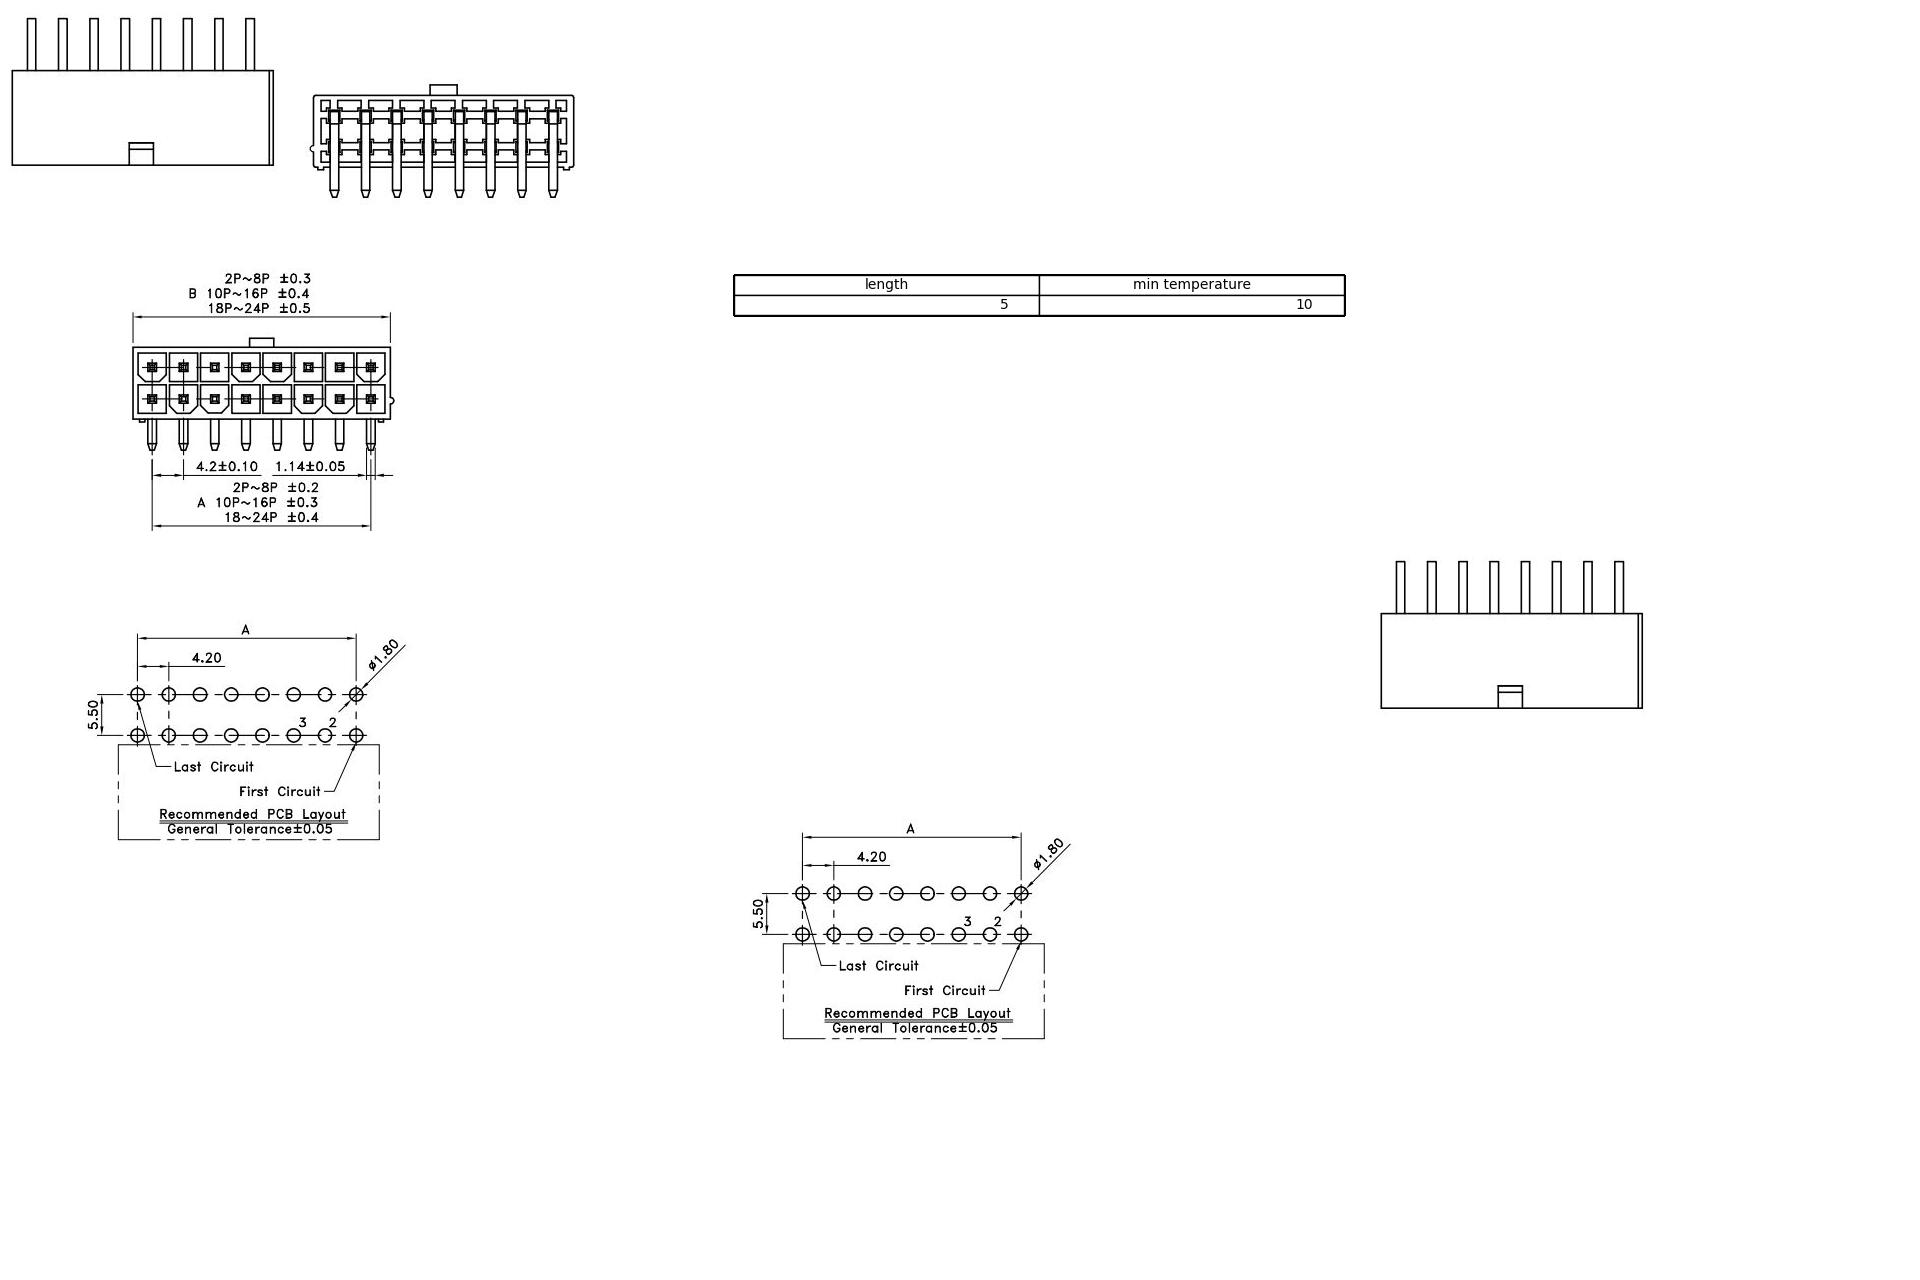 2P~8P ±0.3
B 10P~16P ±0.4
18P~24P ±0.5
length min temperature
5 10
4.2±0.10 1.14±0.05
2P~8P ±0.2
A 10P~16P ±0.3
18~24P ±0.4
A
4.20
ø1.80
5.50
3 2
Last Circuit
First Circuit
Recommended PCB Layout
General Tolerance±0.05
A
4.20
ø1.80
5.50
3 2
Last Circuit
First Circuit
Recommended PCB Layout
General Tolerance±0.05